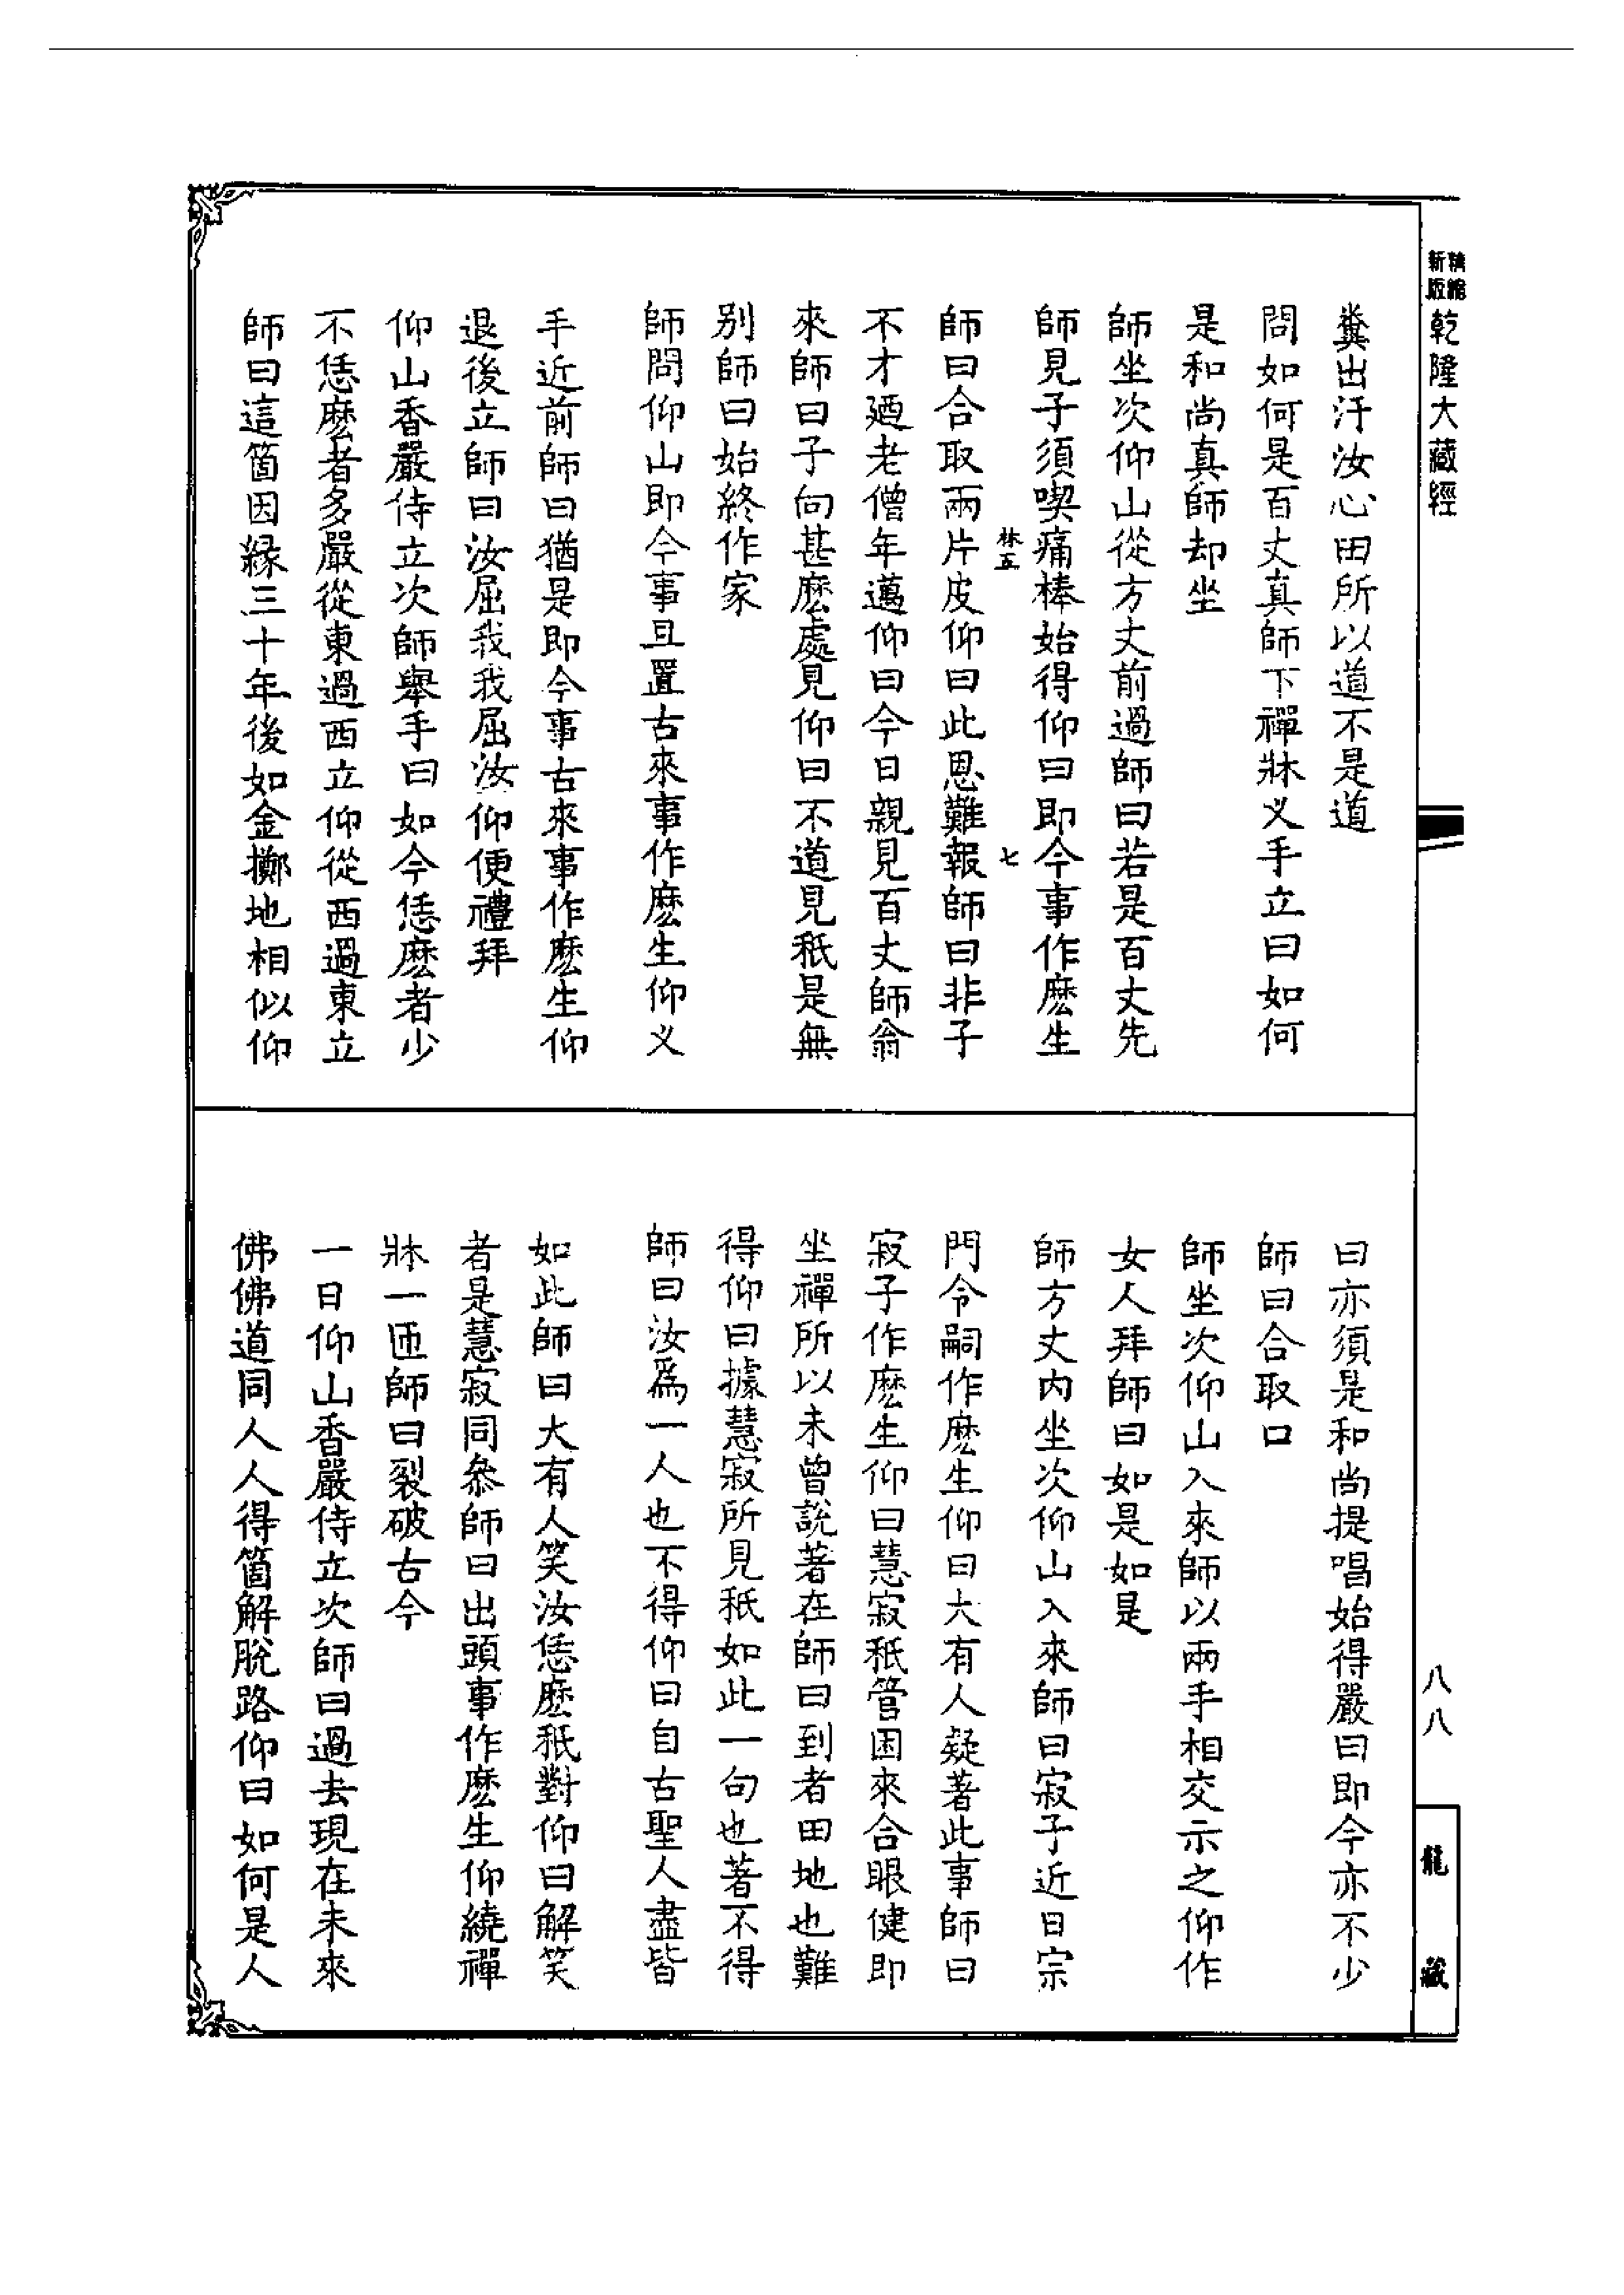 新版精縮乾隆大藏經
糞出汙汝心田所以道不是道
問如何是百丈真師下禪牀义手立曰如何
是和尚真師却坐
師坐次仰山從方丈前過師曰若是百丈先
師見子須喫痛棒始得仰曰即今事作麽生
林五
七
師曰合取兩片皮仰曰此恩難報師曰非子
不才廼老僧年邁仰曰今日親見百丈師翁
來師曰子向甚麽處見仰曰不道見秖是無
别師曰始終作家
師問仰山即今事且置古來事作麽生仰义
手近前師曰猶是即今事古來事作麽生仰
退後立師曰汝屈我我屈汝仰便禮拜
仰山香嚴侍立次師舉手曰如今恁麽者少
不恁麽者多嚴從東過西立仰從西過東立
師曰這箇因緣三十年後如金擲地相似仰
曰亦須是和尚提唱始得嚴曰即今亦不少
師曰合取口
師坐次仰山入來師以兩手相交示之仰作
女人拜師曰如是如是
師方丈内坐次仰山入來師曰寂子近日宗
門令嗣作麽生仰曰大有人疑著此事師曰
寂子作麽生仰曰慧寂秖管困來合眼健即
坐禪所以未曾說著在師曰到者田地也難
得仰曰據慧寂所見秖如此一句也著不得
師曰汝爲一人也不得仰曰自古聖人盡皆
如此師曰大有人笑汝恁麽秖對仰曰解笑
者是慧寂同叅師曰出頭事作麽生仰繞禪
牀一匝師曰裂破古今
一日仰山香嚴侍立次師曰過去現在未來
佛佛道同人人得箇解脫路仰曰如何是人
八八
龍藏